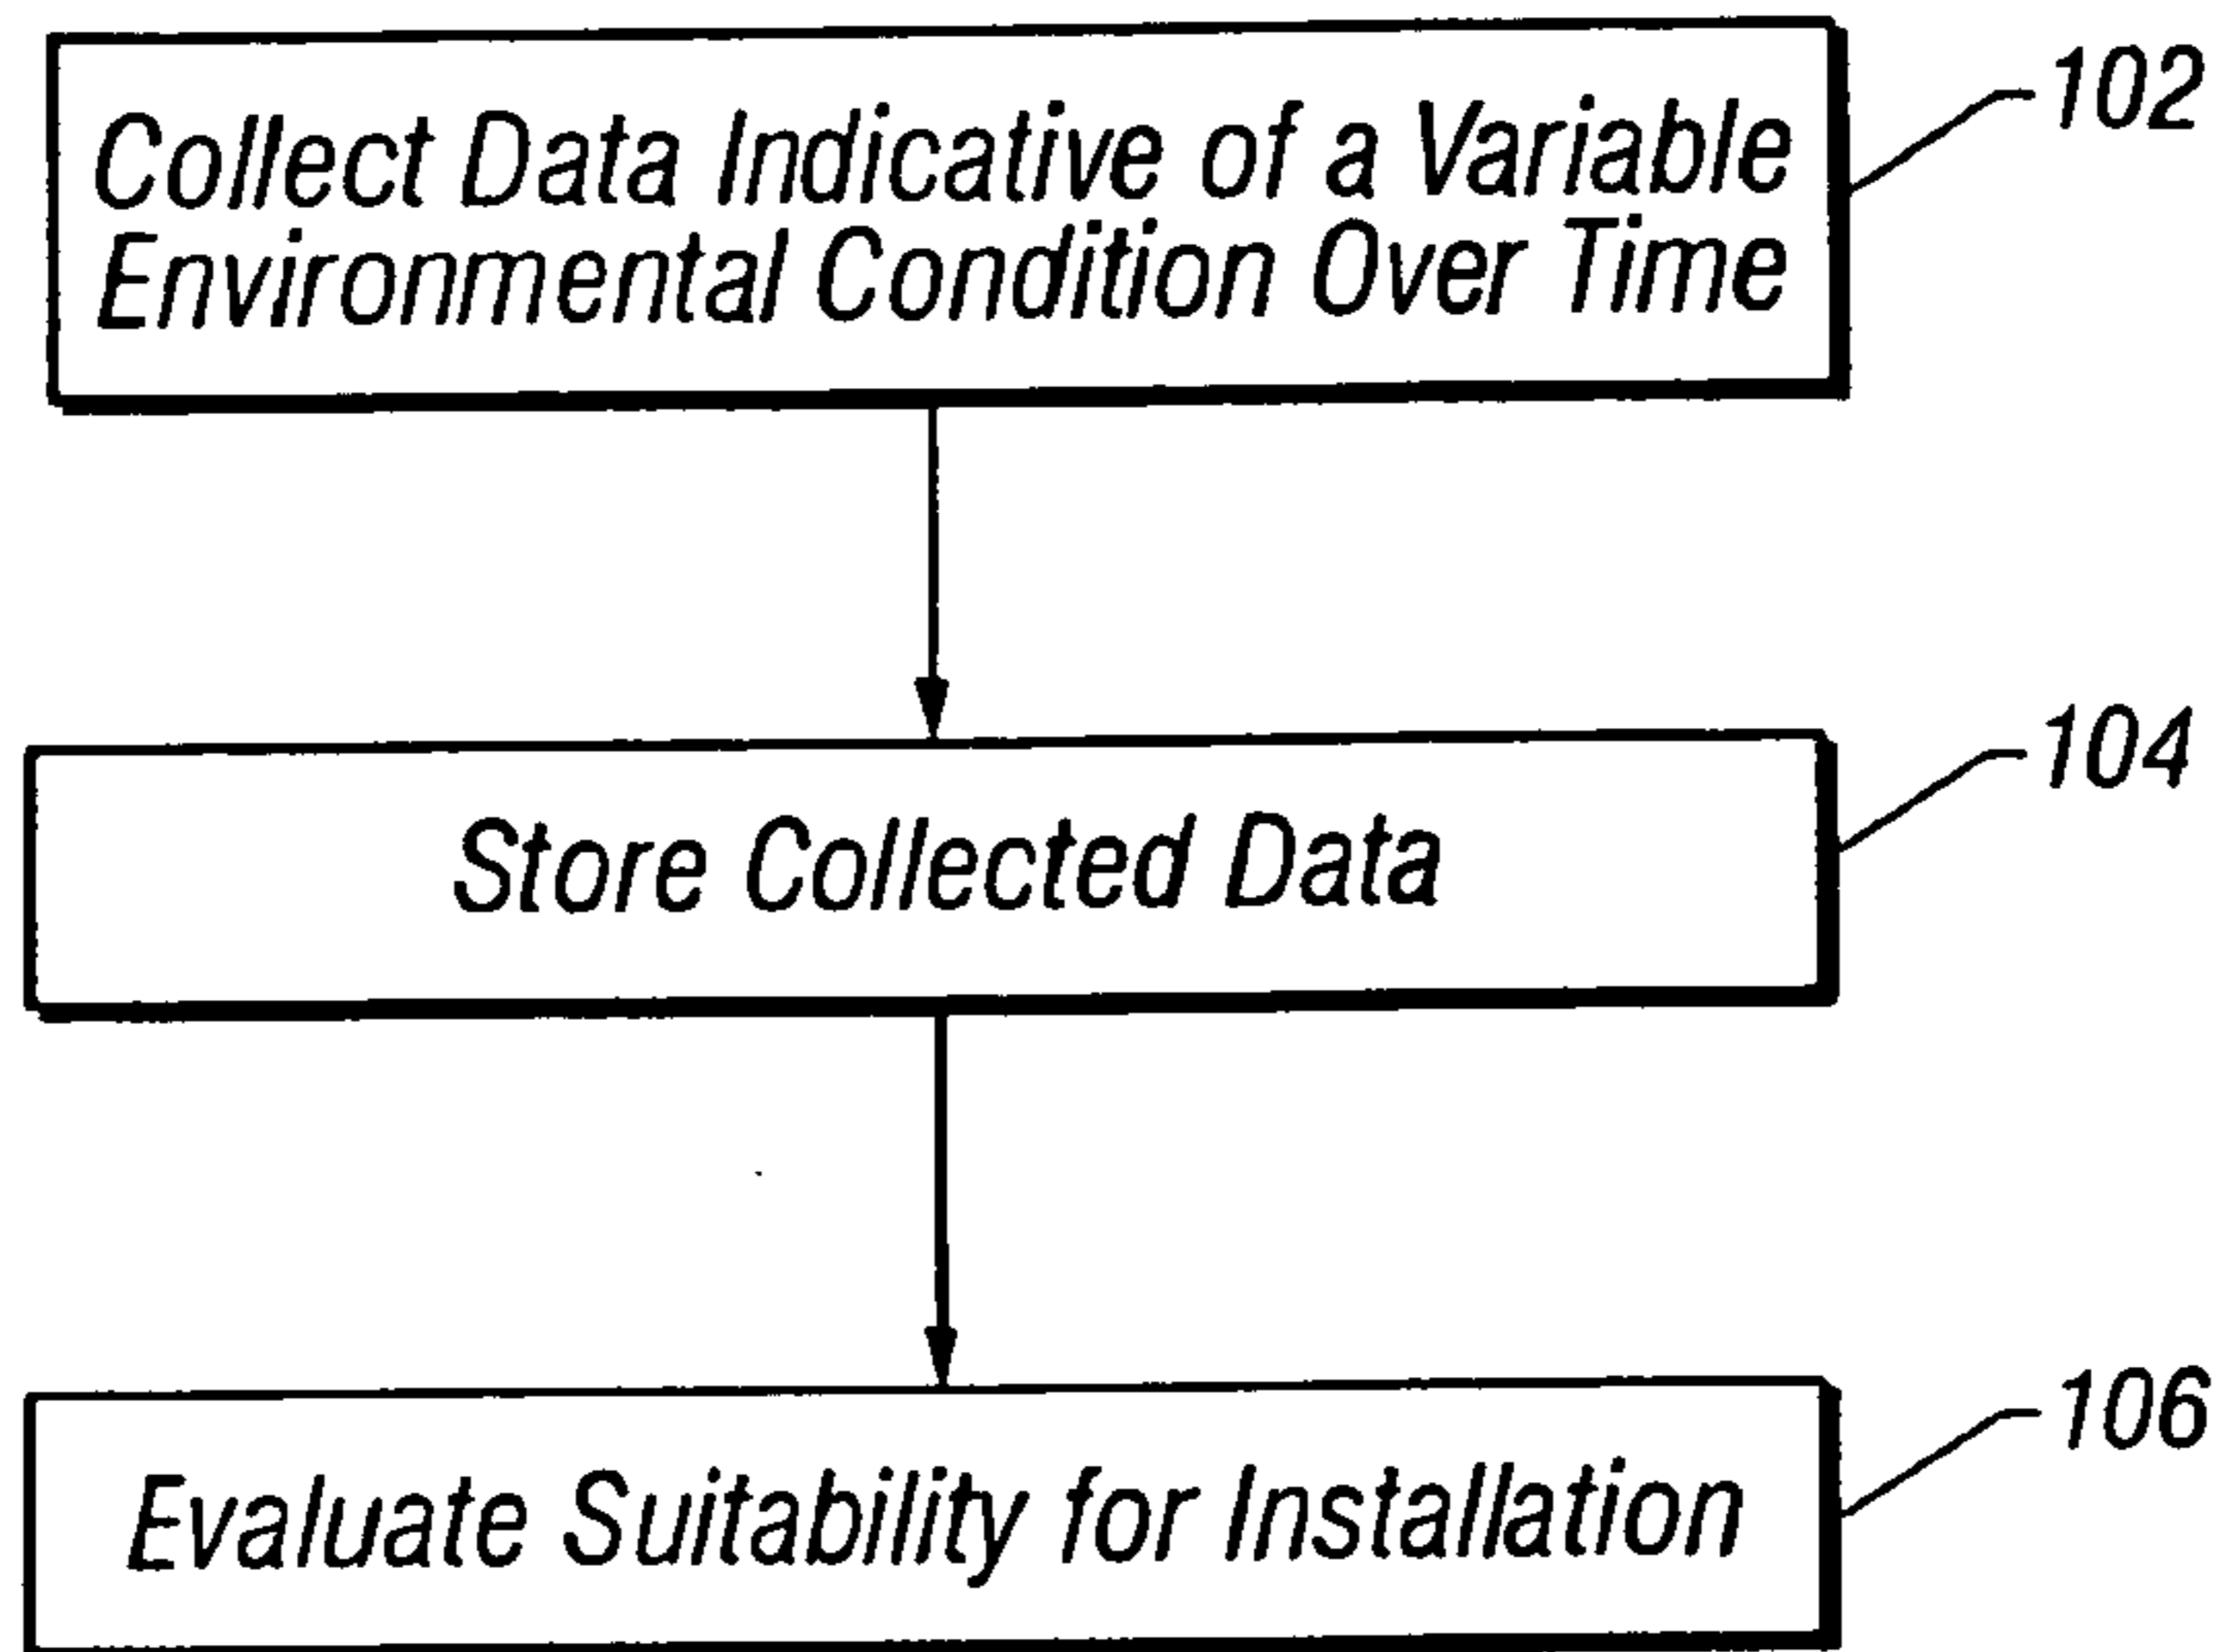 Collect Data Indicative of a Variable
Environmental Condition Over Time
102
Store Collected Data
104
Evaluate Suitability for Installation
106